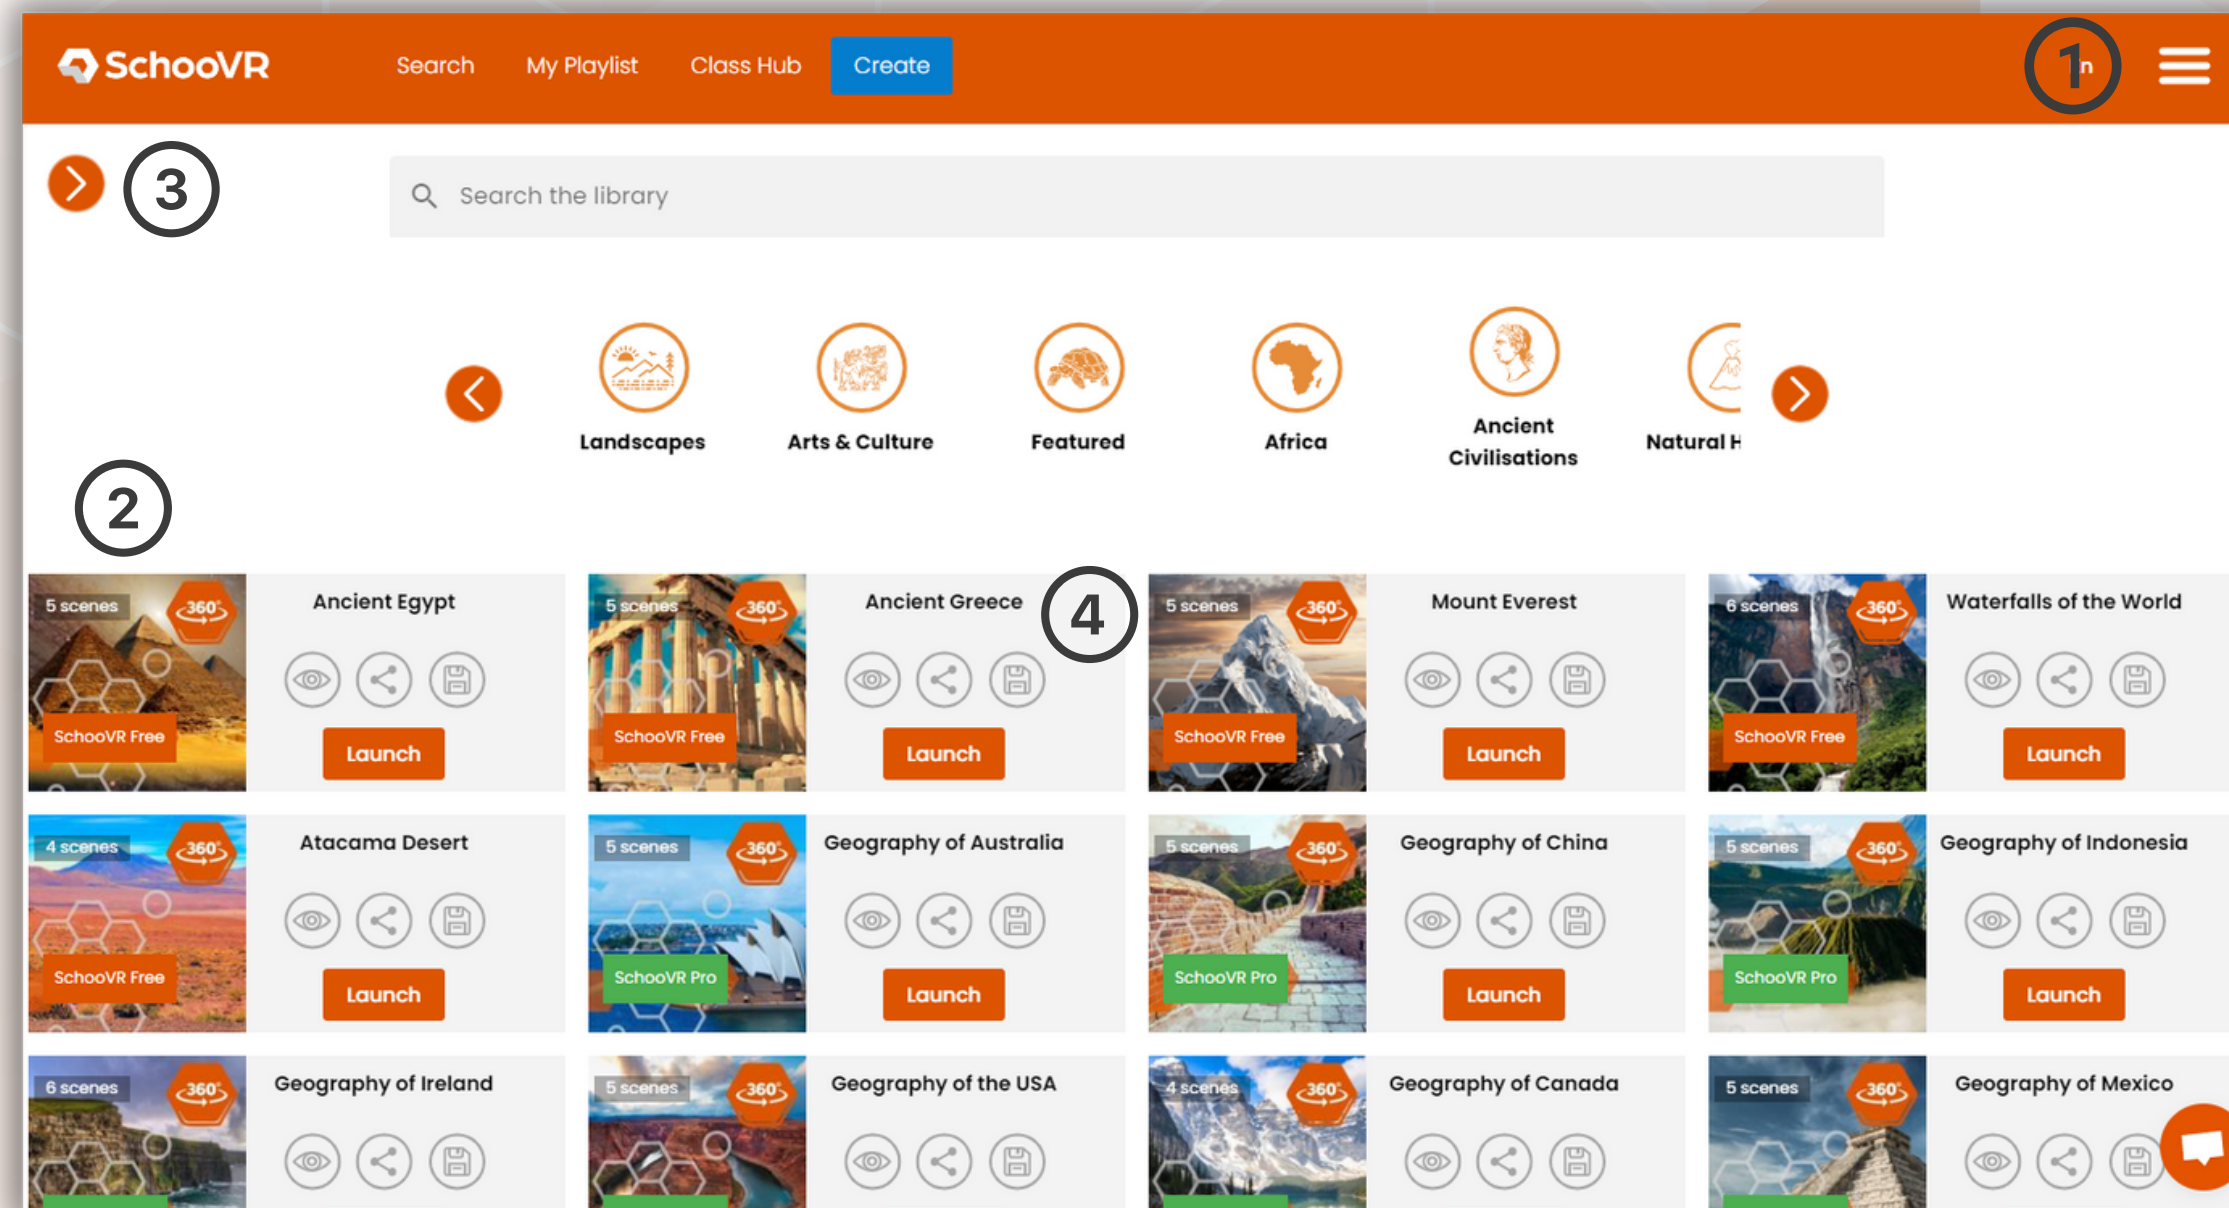 SchooVR
Search
My Playlist
Class Hub
Create
1
3
Search the library
Landscapes
Arts & Culture
Featured
Africa
Ancient
Civilisations
Natural H
2
5 scenes
360°
Ancient Egypt
SchooVR Free
Launch
5 scenes
360°
Ancient Greece
SchooVR Free
Launch
4
5 scenes
360°
Mount Everest
SchooVR Free
Launch
6 scenes
360°
Waterfalls of the World
SchooVR Free
Launch
4 scenes
360°
Atacama Desert
SchooVR Free
Launch
5 scenes
360°
Geography of Australia
SchooVR Pro
Launch
5 scenes
360°
Geography of China
SchooVR Pro
Launch
5 scenes
360°
Geography of Indonesia
SchooVR Pro
Launch
6 scenes
360°
Geography of Ireland
5 scenes
360°
Geography of the USA
4 scenes
360°
Geography of Canada
5 scenes
360°
Geography of Mexico